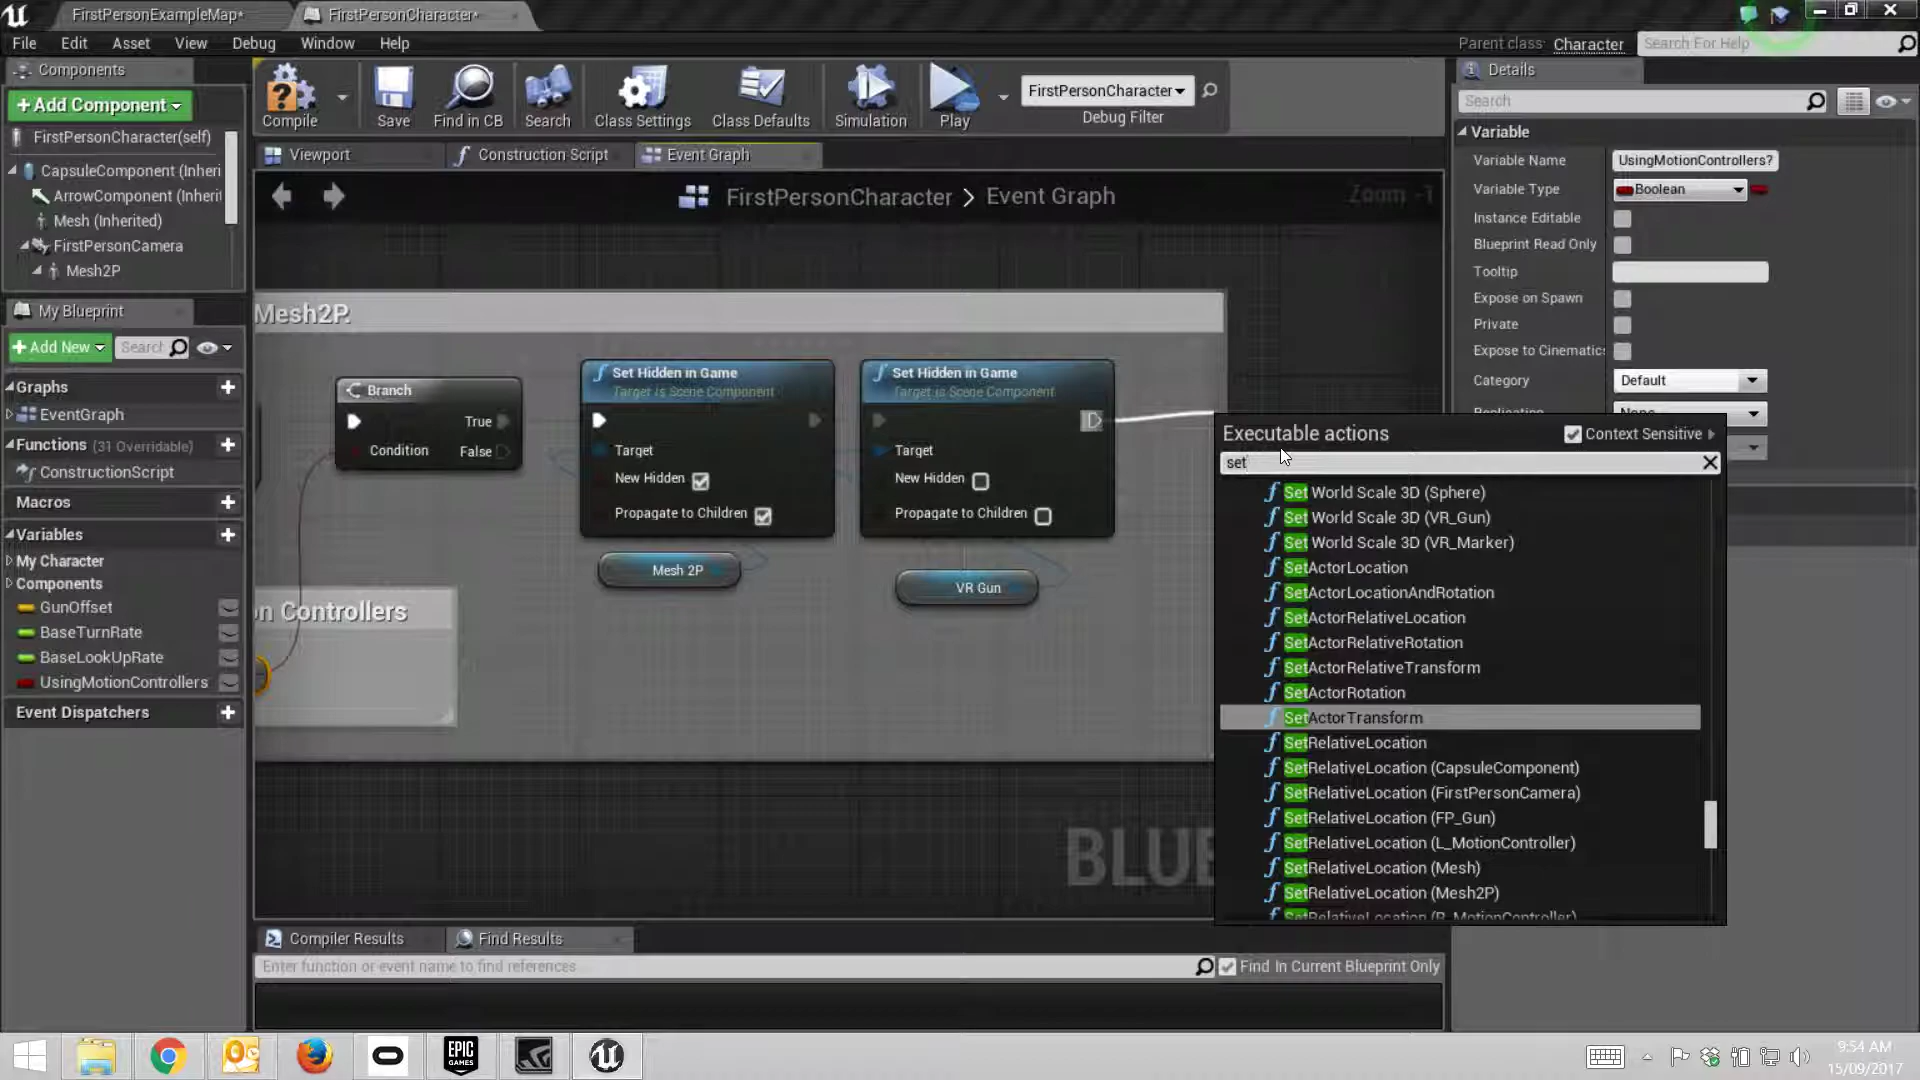 FirstPersonExampleMap*
FirstPersonCharacter*
File Edit Asset View Debug Window Help
Parent class: Character
Search For Help
Components
+Add Component
FirstPersonCharacter(self)
CapsuleComponent (Inheri
ArrowComponent (Inherit
Mesh (Inherited)
FirstPersonCamera
Mesh2P
Compile
Save
Find in CB
Search
Class Settings
Class Defaults
Simulation
Play
FirstPersonCharacter
Debug Filter
Viewport
Construction Script
Event Graph
FirstPersonCharacter > Event Graph
Zoom -1
My Blueprint
+Add New
Search
Graphs
EventGraph
Functions (31 Overridable)
ConstructionScript
Macros
Variables
My Character
Components
GunOffset
BaseTurnRate
BaseLookUpRate
UsingMotionControllers
Event Dispatchers
Mesh2P.
Branch
True
Condition
False
Set Hidden in Game
Target is Scene Component
Target
New Hidden
Propagate to Children
Mesh 2P
Set Hidden in Game
Target is Scene Component
Target
New Hidden
Propagate to Children
VR Gun
on Controllers
BLUE
Executable actions
Context Sensitive
set
Set World Scale 3D (Sphere)
Set World Scale 3D (VR_Gun)
Set World Scale 3D (VR_Marker)
SetActorLocation
SetActorLocationAndRotation
SetActorRelativeLocation
SetActorRelativeRotation
SetActorRelativeTransform
SetActorRotation
SetActorTransform
SetRelativeLocation
SetRelativeLocation (CapsuleComponent)
SetRelativeLocation (FirstPersonCamera)
SetRelativeLocation (FP_Gun)
SetRelativeLocation (L_MotionController)
SetRelativeLocation (Mesh)
SetRelativeLocation (Mesh2P)
SetRelativeLocation (R_MotionController)
Details
Search
Variable
Variable Name UsingMotionControllers?
Variable Type Boolean
Instance Editable
Blueprint Read Only
Tooltip
Expose on Spawn
Private
Expose to Cinematics
Category Default
Replication None
Compiler Results
Find Results
Enter function or event name to find references
Find In Current Blueprint Only
EPIC
GAMES
9:54 AM
15/09/2017